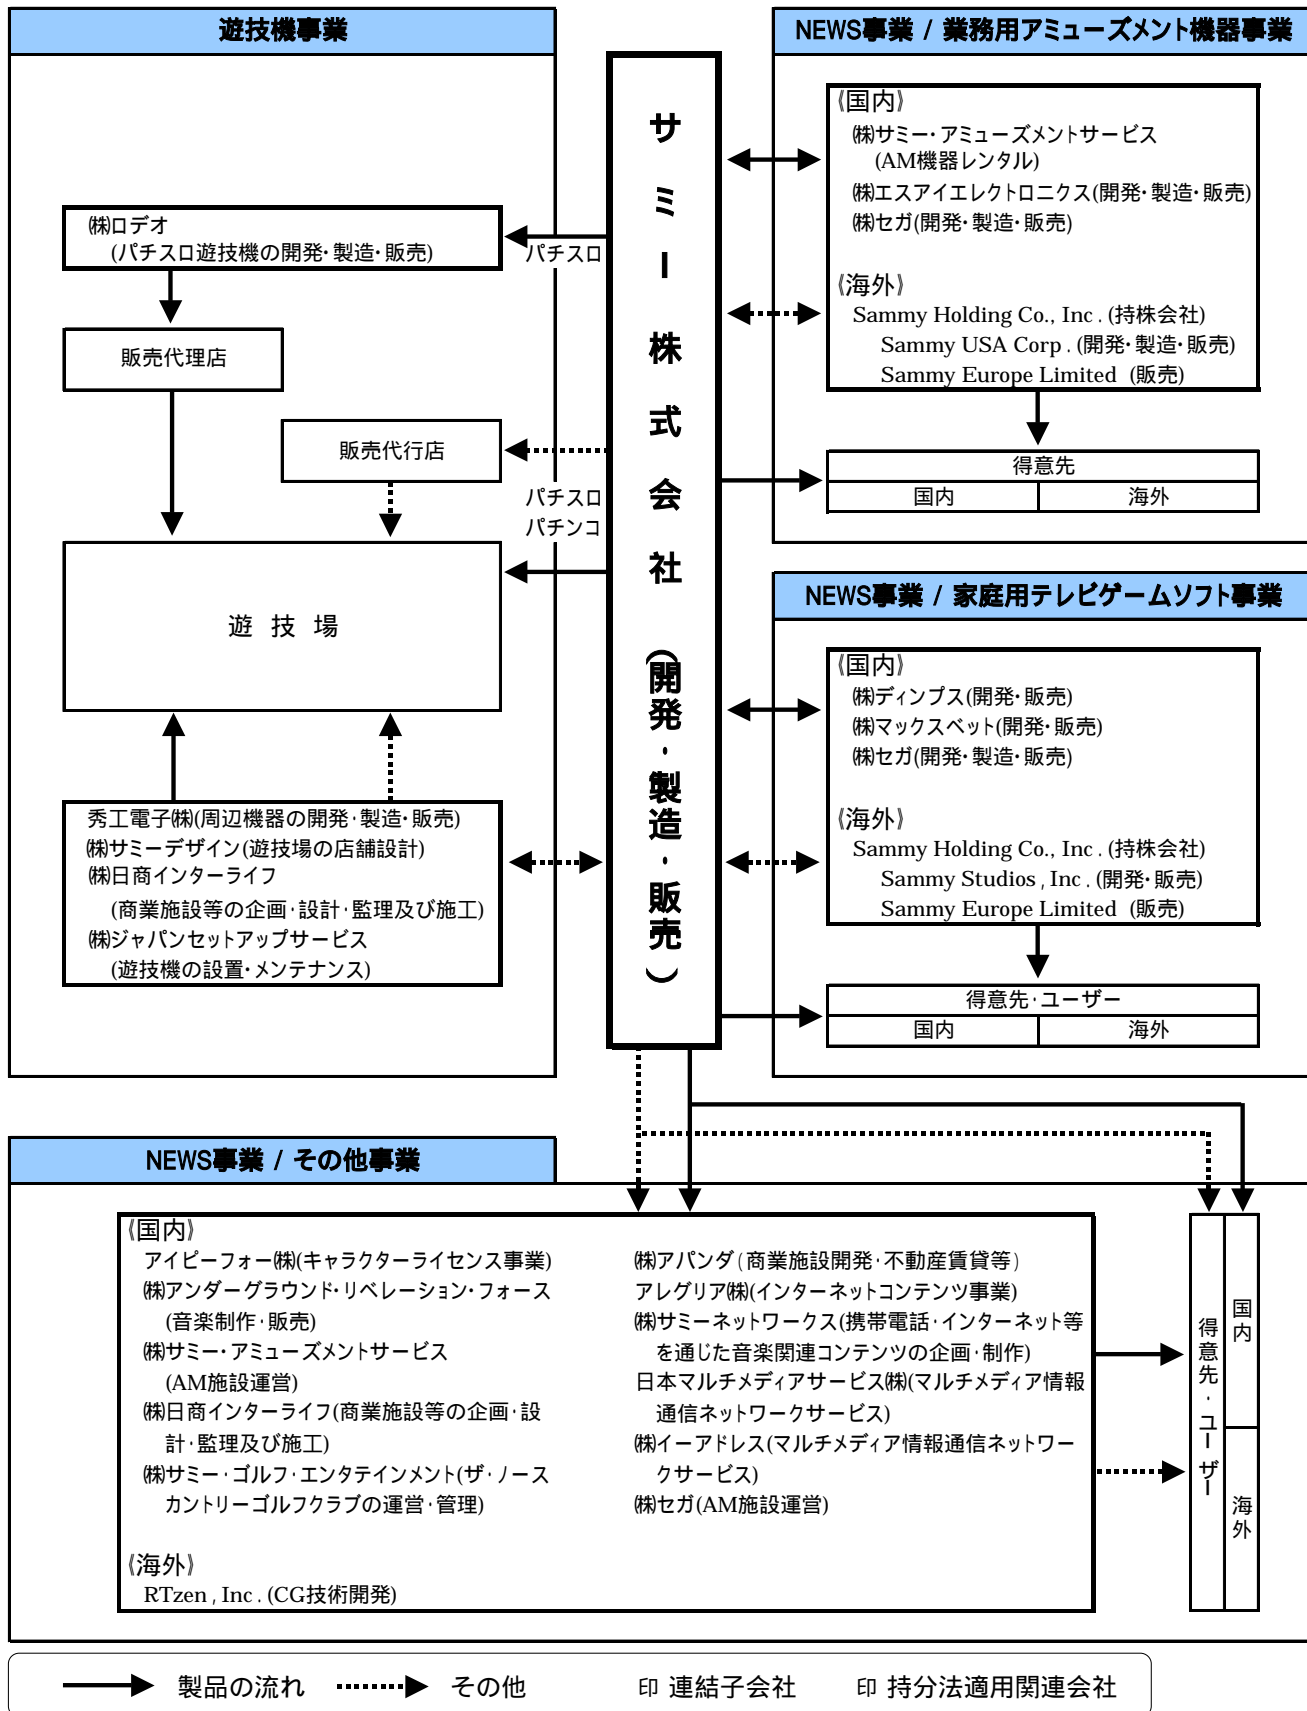 遊技機事業
㈱ロデオ
(パチスロ遊技機の開発・製造・販売)
パチスロ
販売代理店
販売代行店
パチスロ
パチンコ
遊 技 場
秀工電子㈱(周辺機器の開発・製造・販売)
㈱サミーデザイン(遊技場の店舗設計)
㈱日商インターライフ
(商業施設等の企画・設計・監理及び施工)
㈱ジャパンセットアップサービス
(遊技機の設置・メンテナンス)
サミー株式会社(開発・製造・販売)
NEWS事業 / 業務用アミューズメント機器事業
《国内》
㈱サミー・アミューズメントサービス
(AM機器レンタル)
㈱エスアイエレクトロニクス(開発・製造・販売)
㈱セガ(開発・製造・販売)
《海外》
Sammy Holding Co., Inc. (持株会社)
Sammy USA Corp. (開発・製造・販売)
Sammy Europe Limited (販売)
得意先
国内
海外
NEWS事業 / 家庭用テレビゲームソフト事業
《国内》
㈱ディンプス(開発・販売)
㈱マックスベット(開発・販売)
㈱セガ(開発・製造・販売)
《海外》
Sammy Holding Co., Inc. (持株会社)
Sammy Studios, Inc. (開発・販売)
Sammy Europe Limited (販売)
得意先・ユーザー
国内
海外
NEWS事業 / その他事業
《国内》
アイピーフォー㈱(キャラクターライセンス事業)
㈱アンダーグラウンド・リベレーション・フォース
(音楽制作・販売)
㈱サミー・アミューズメントサービス
(AM施設運営)
㈱日商インターライフ(商業施設等の企画・設
計・監理及び施工)
㈱サミー・ゴルフ・エンタテインメント(ザ・ノース
カントリーゴルフクラブの運営・管理)
㈱アパンダ(商業施設開発・不動産賃貸等)
アレグリア㈱(インターネットコンテンツ事業)
㈱サミーネットワークス(携帯電話・インターネット等
を通じた音楽関連コンテンツの企画・制作)
日本マルチメディアサービス㈱(マルチメディア情報
通信ネットワークサービス)
㈱イーアドレス(マルチメディア情報通信ネットワー
クサービス)
㈱セガ(AM施設運営)
《海外》
RTzen, Inc. (CG技術開発)
得意先・ユーザー
国内
海外
製品の流れ
その他
印 連結子会社
印 持分法適用関連会社